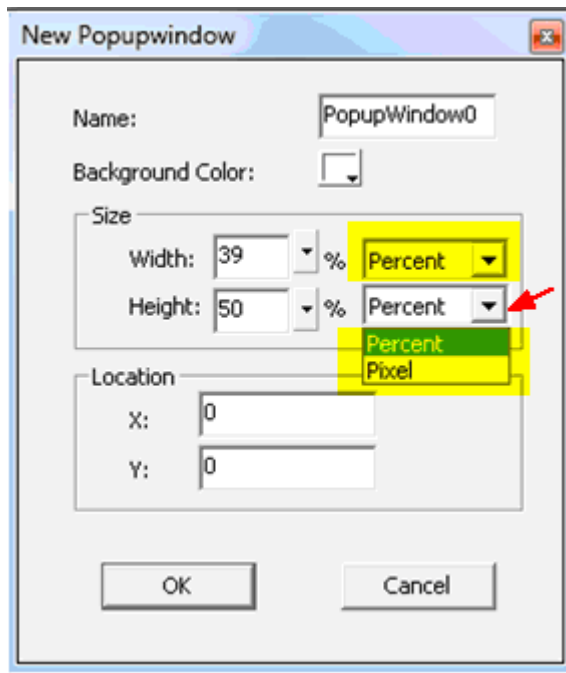 New Popupwindow
Name: PopupWindow0
Background Color:
Size
Width: 39 % Percent
Height: 50 % Percent
Percent
Pixel
Location
X: 0
Y: 0
OK Cancel